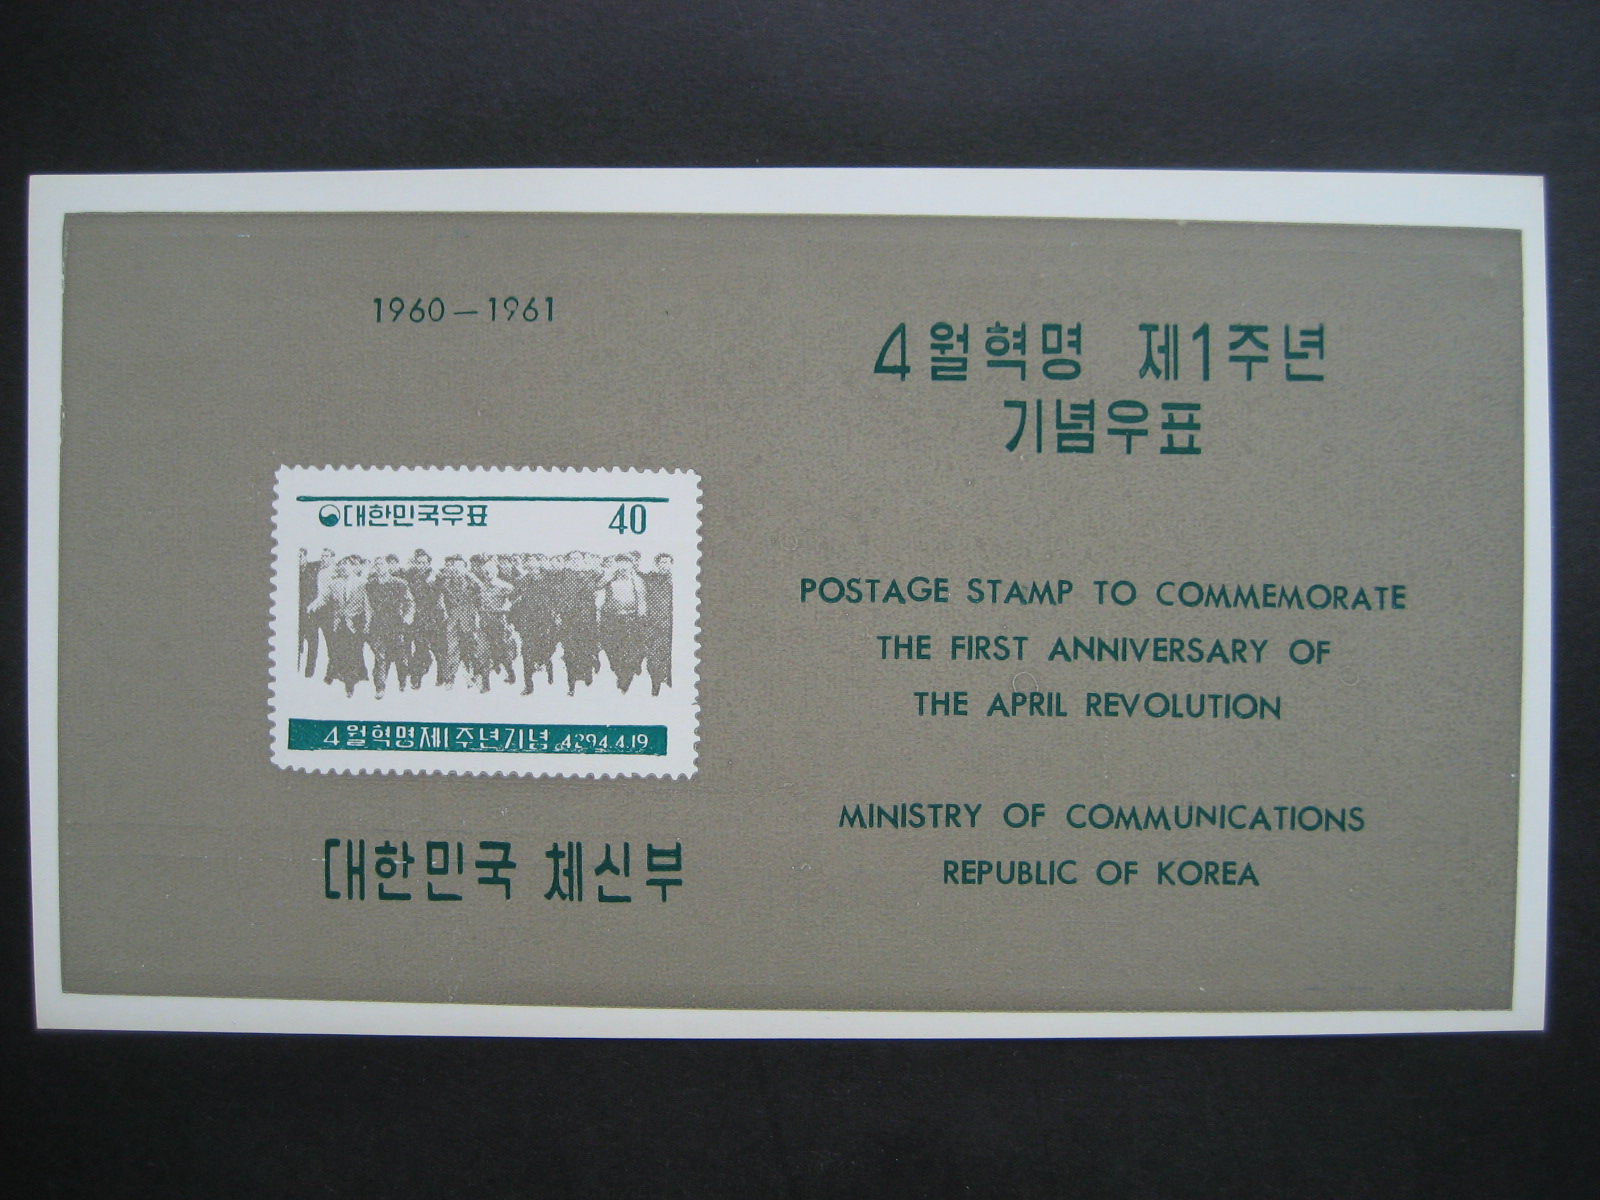 1960 — 1961
4월혁명 제1주년
기념우표
대한민국우표 40
4월혁명제1주년기념 4294.4.19
POSTAGE STAMP TO COMMEMORATE
THE FIRST ANNIVERSARY OF
THE APRIL REVOLUTION
대한민국 체신부
MINISTRY OF COMMUNICATIONS
REPUBLIC OF KOREA